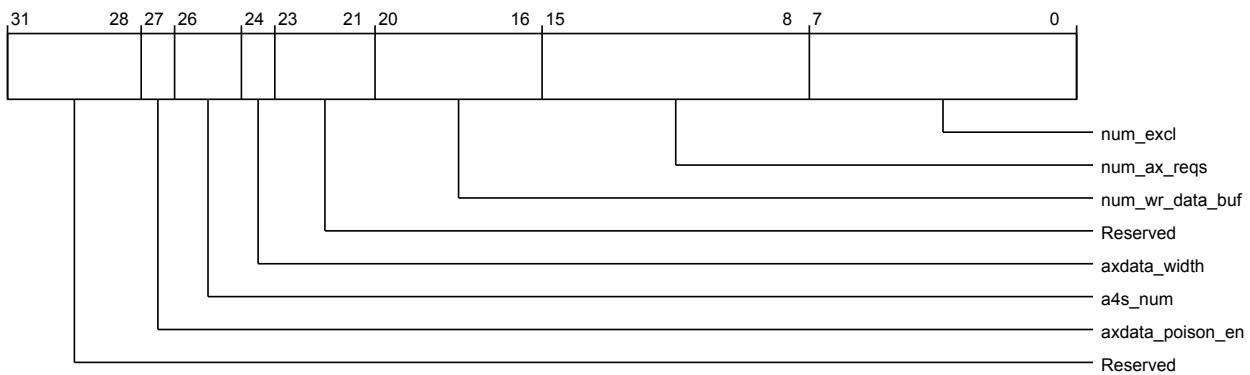 31 28 27 26 24 23 21 20 16 15 8 7 0
num_excl
num_ax_reqs
num_wr_data_buf
Reserved
axdata_width
a4s_num
axdata_poison_en
Reserved